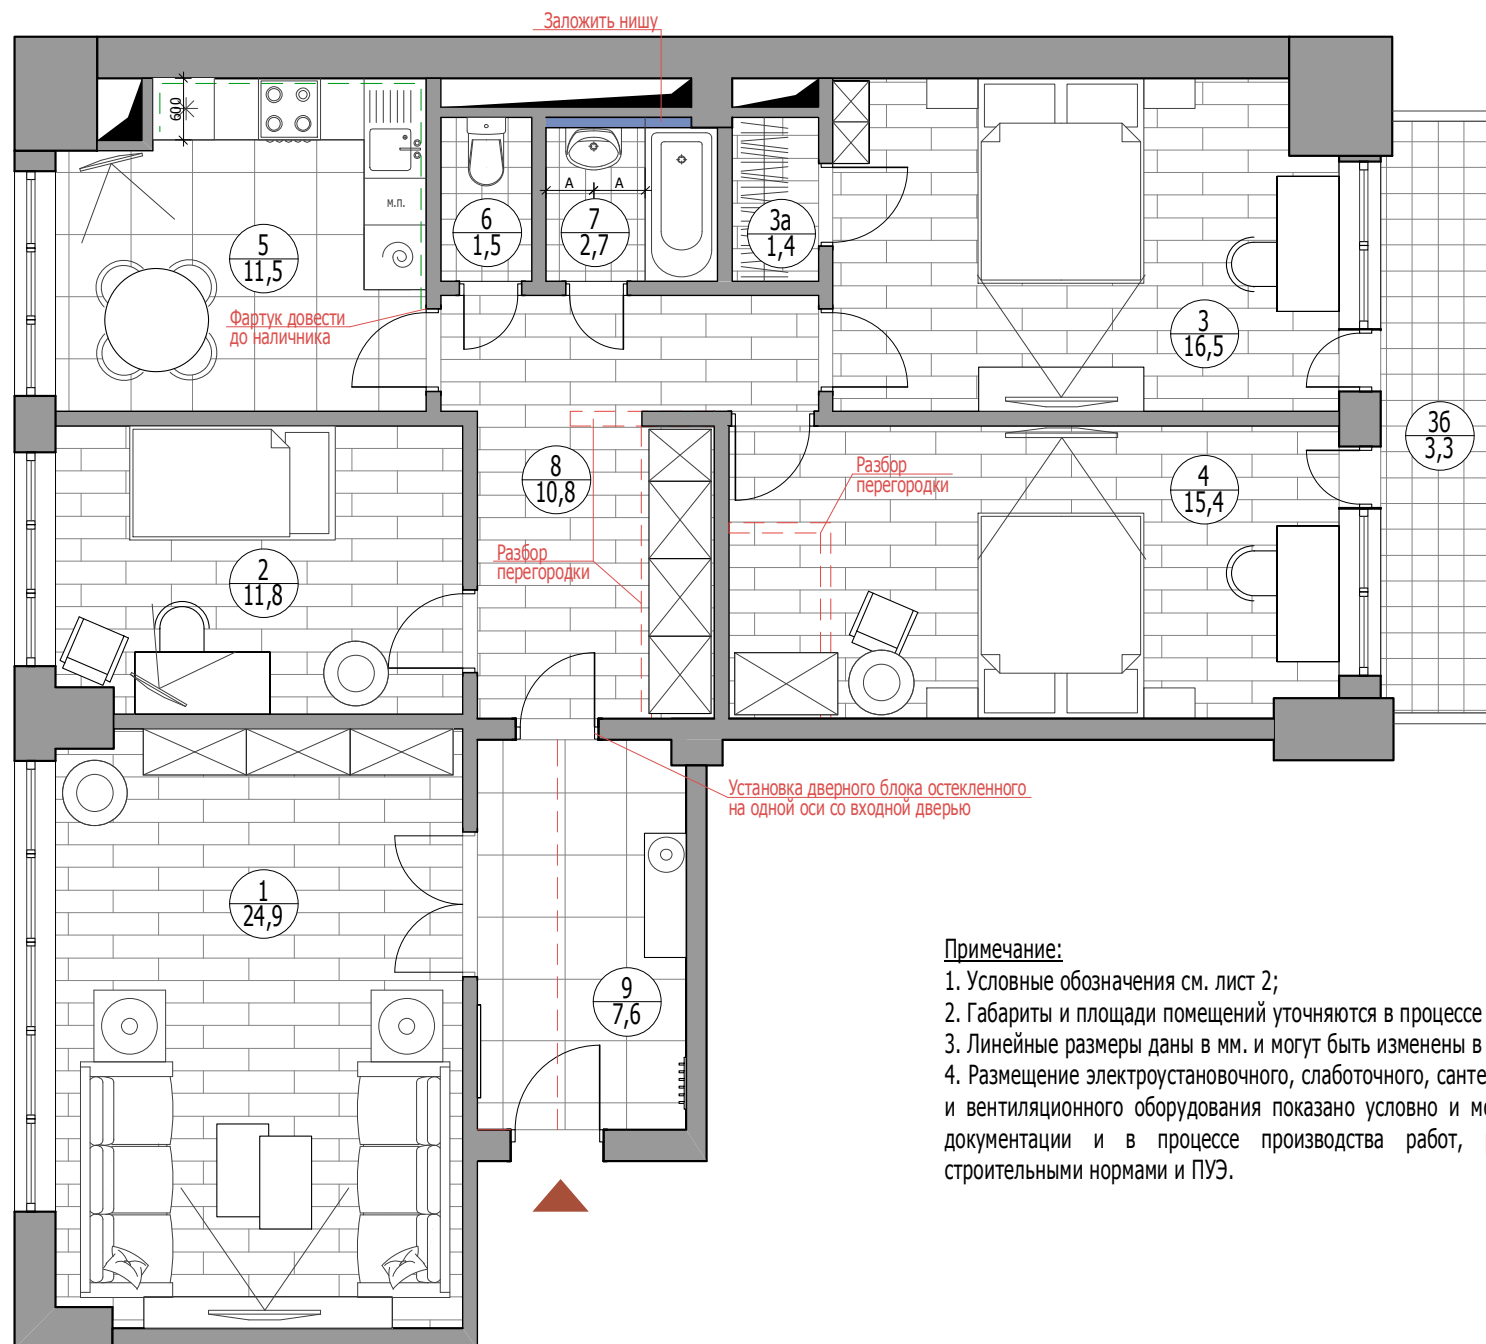 Заложить нишу
600
м.п.
А
А
6
1,5
7
2,7
3а
1,4
5
11,5
Фартук довести
до наличника
3
16,5
3б
3,3
8
10,8
Разбор
перегородки
4
15,4
Разбор
перегородки
2
11,8
Установка дверного блока остекленного
на одной оси со входной дверью
1
24,9
9
7,6
Примечание:
1. Условные обозначения см. лист 2;
2. Габариты и площади помещений уточняются в процессе
3. Линейные размеры даны в мм. и могут быть изменены в
4. Размещение электроустановочного, слаботочного, санте
и вентиляционного оборудования показано условно и м
документации и в процессе производства работ,
строительными нормами и ПУЭ.